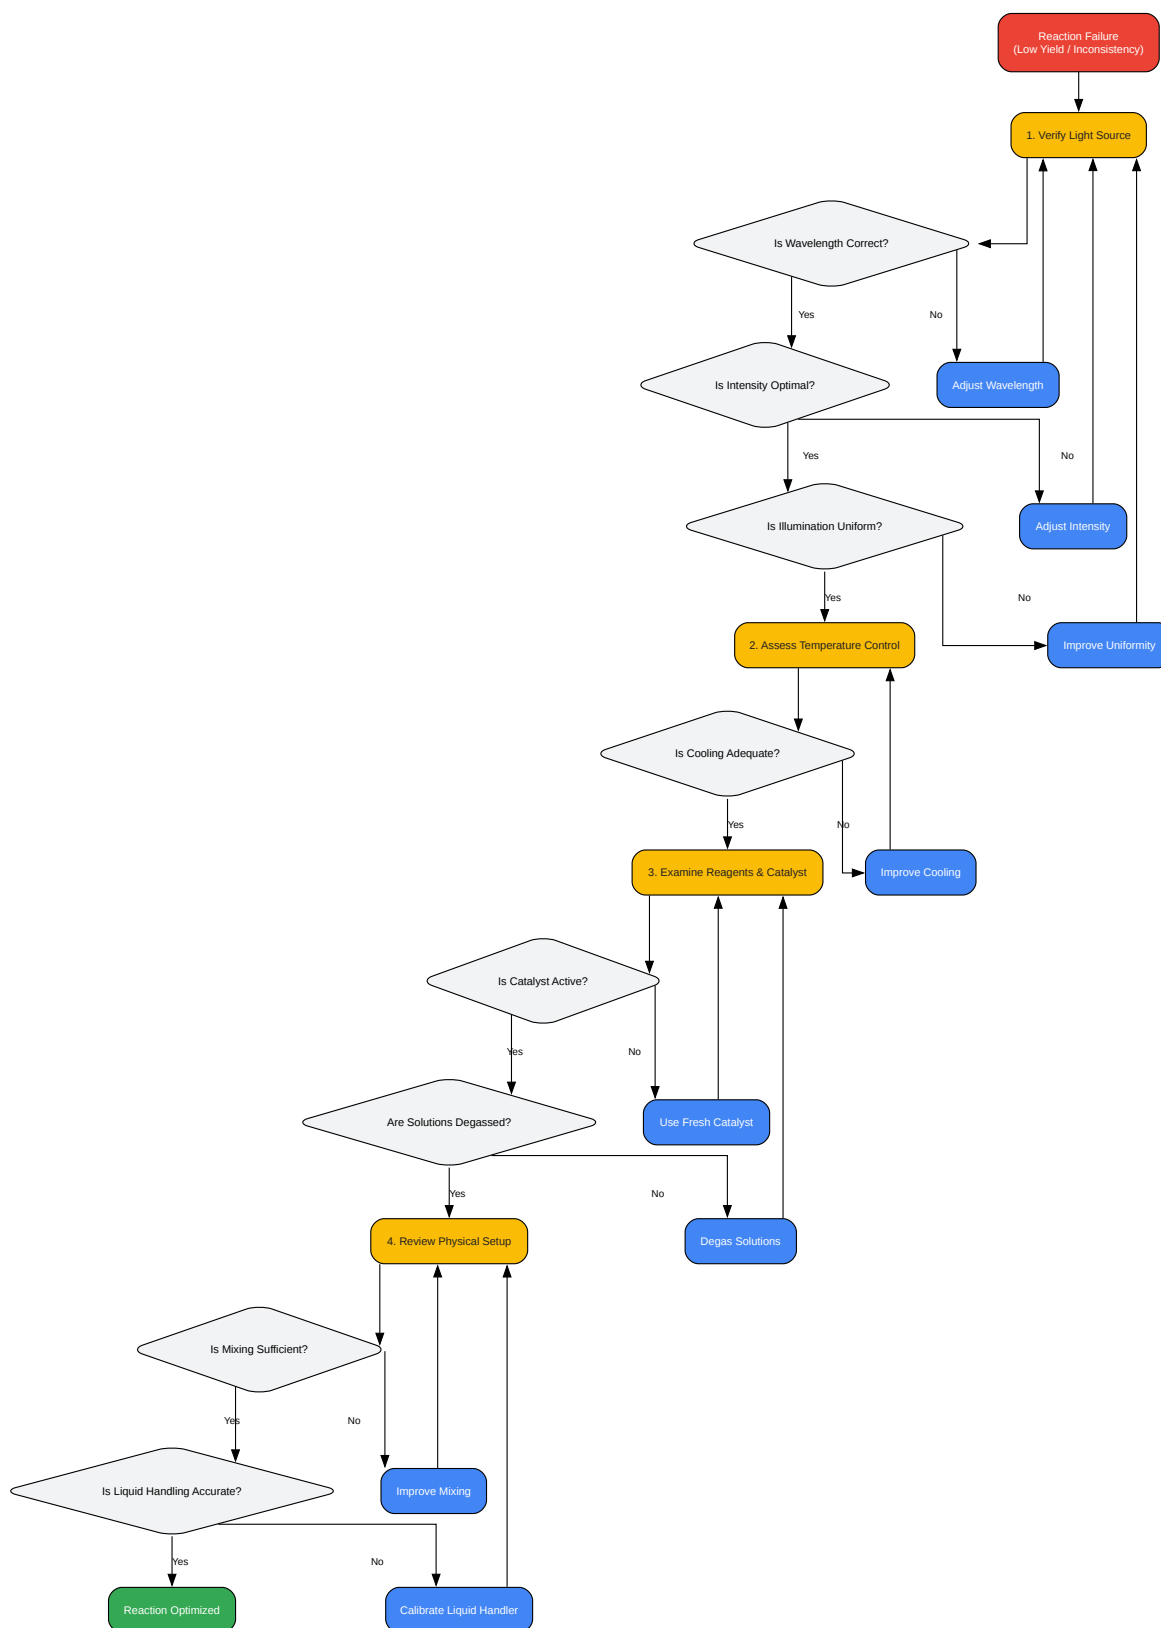 Reaction Failure
(Low Yield / Inconsistency)
1. Verify Light Source
Is Wavelength Correct?
Yes
No
Is Intensity Optimal?
Adjust Wavelength
Yes
No
Is Illumination Uniform?
Adjust Intensity
Yes
No
2. Assess Temperature Control
Improve Uniformity
Is Cooling Adequate?
Yes
No
3. Examine Reagents & Catalyst
Improve Cooling
Is Catalyst Active?
Yes
No
Are Solutions Degassed?
Use Fresh Catalyst
Yes
No
4. Review Physical Setup
Degas Solutions
Is Mixing Sufficient?
Yes
No
Is Liquid Handling Accurate?
Improve Mixing
Yes
No
Reaction Optimized
Calibrate Liquid Handler